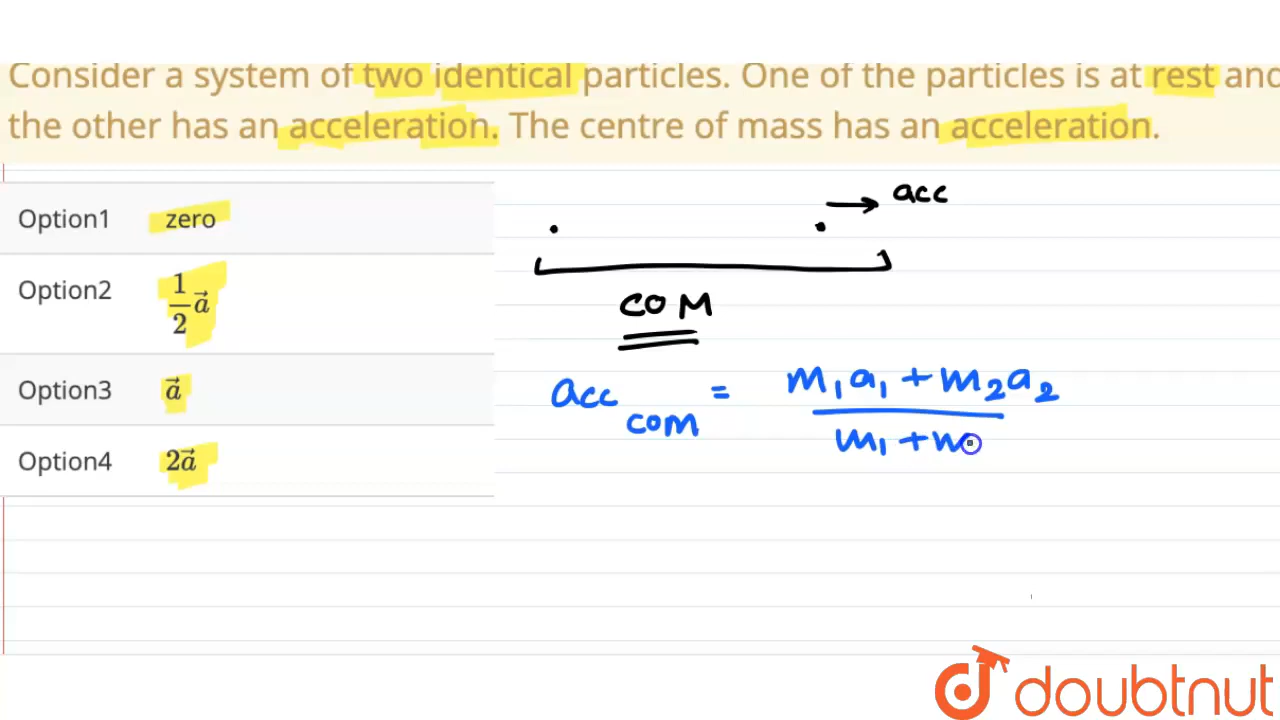 Consider a system of two identical particles. One of the particles is at rest and
the other has an acceleration. The centre of mass has an acceleration.
Option1 zero
Option2 1/2 a⃗
Option3 a⃗
Option4 2a⃗
acc
COM
acc com = m₁a₁ + m₂a₂
m₁ + m
doubtnut